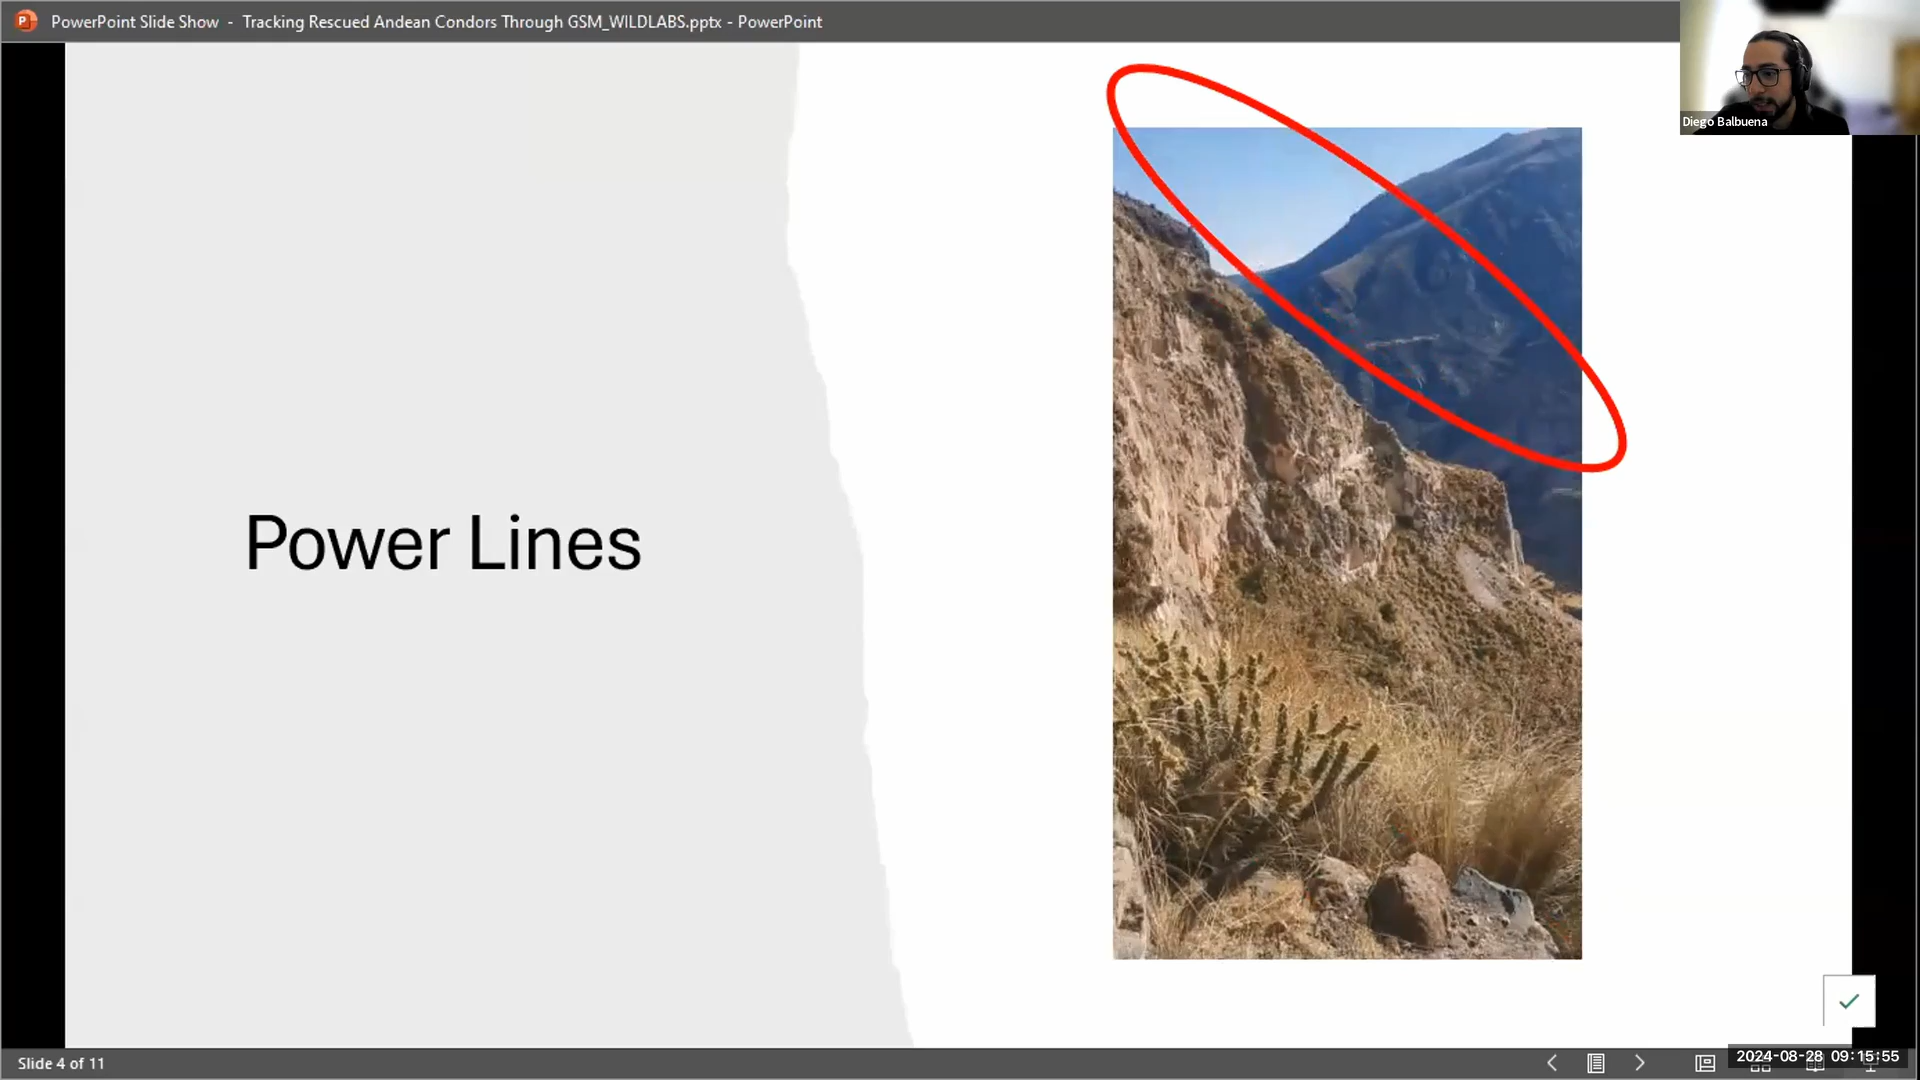 PowerPoint Slide Show - Tracking Rescued Andean Condors Through GSM_WILDLABS.pptx - PowerPoint
Diego Balbuena
Power Lines
Slide 4 of 11
2024-08-28 09:15:55